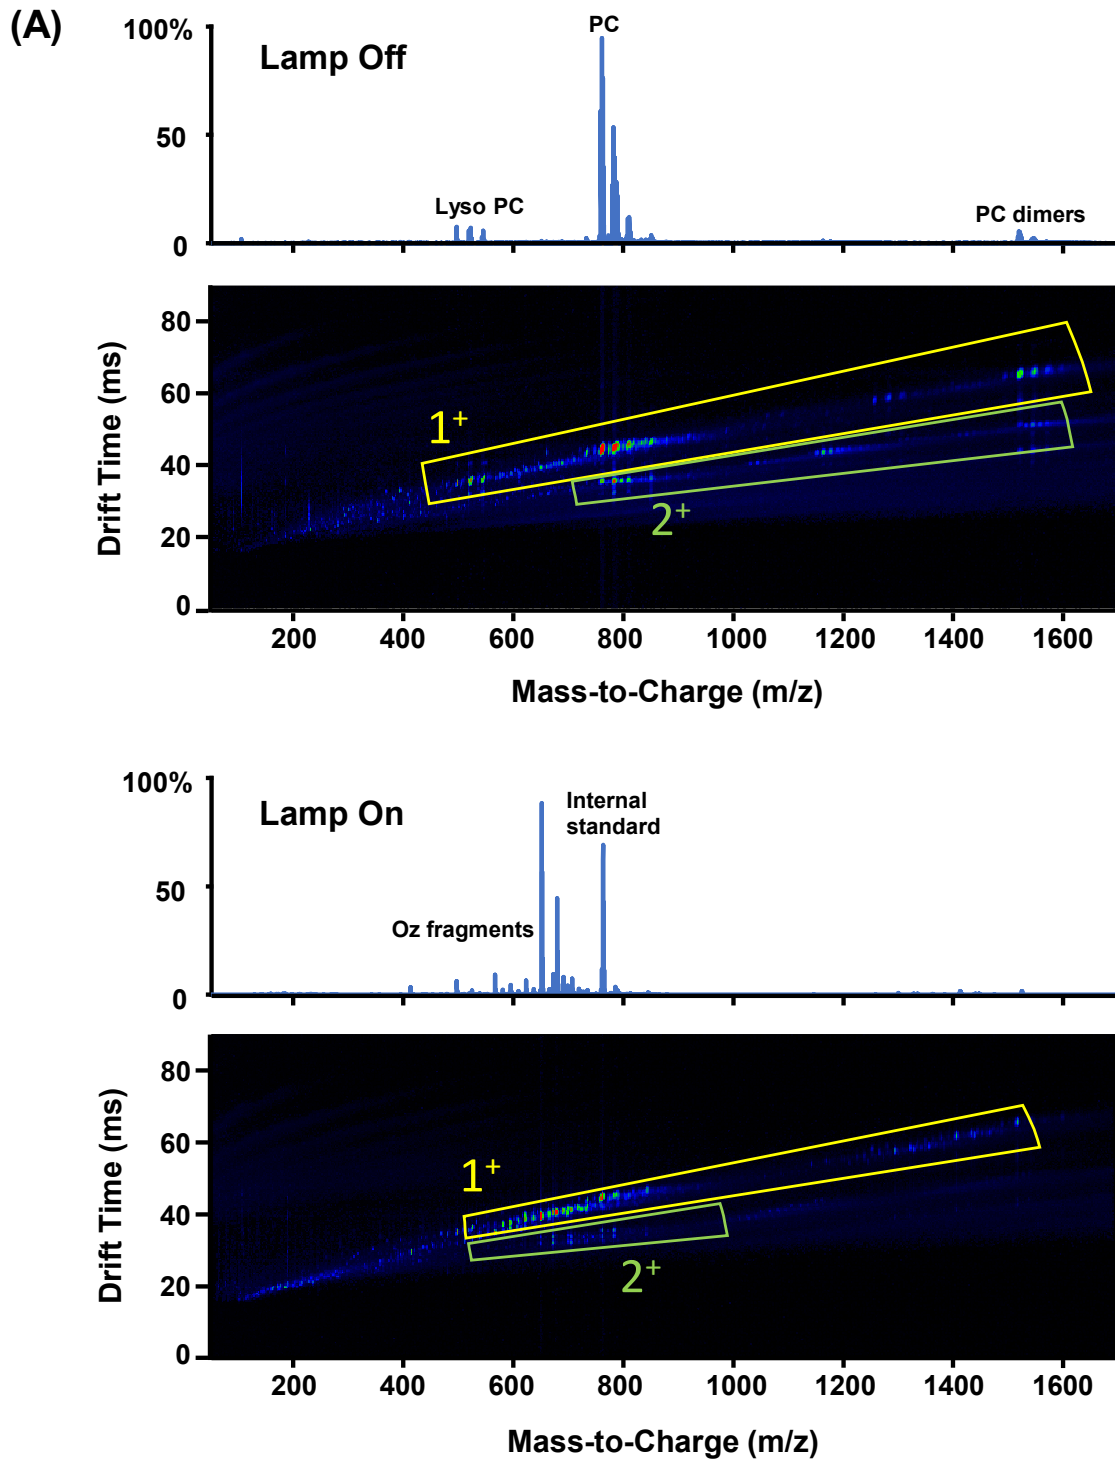 (A)
100%
Lamp Off
PC
50
Lyso PC
PC dimers
0
80
60
1+
40
2+
20
0
Drift Time (ms)
200 400 600 800 1000 1200 1400 1600
Mass-to-Charge (m/z)
100%
Lamp On
Internal
standard
50
Oz fragments
0
80
60
1+
40
2+
20
0
Drift Time (ms)
200 400 600 800 1000 1200 1400 1600
Mass-to-Charge (m/z)